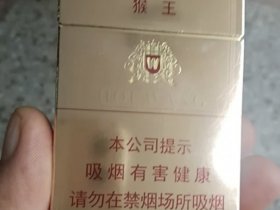 猴王
本公司提示
吸烟有害健康
请勿在禁烟场所吸烟